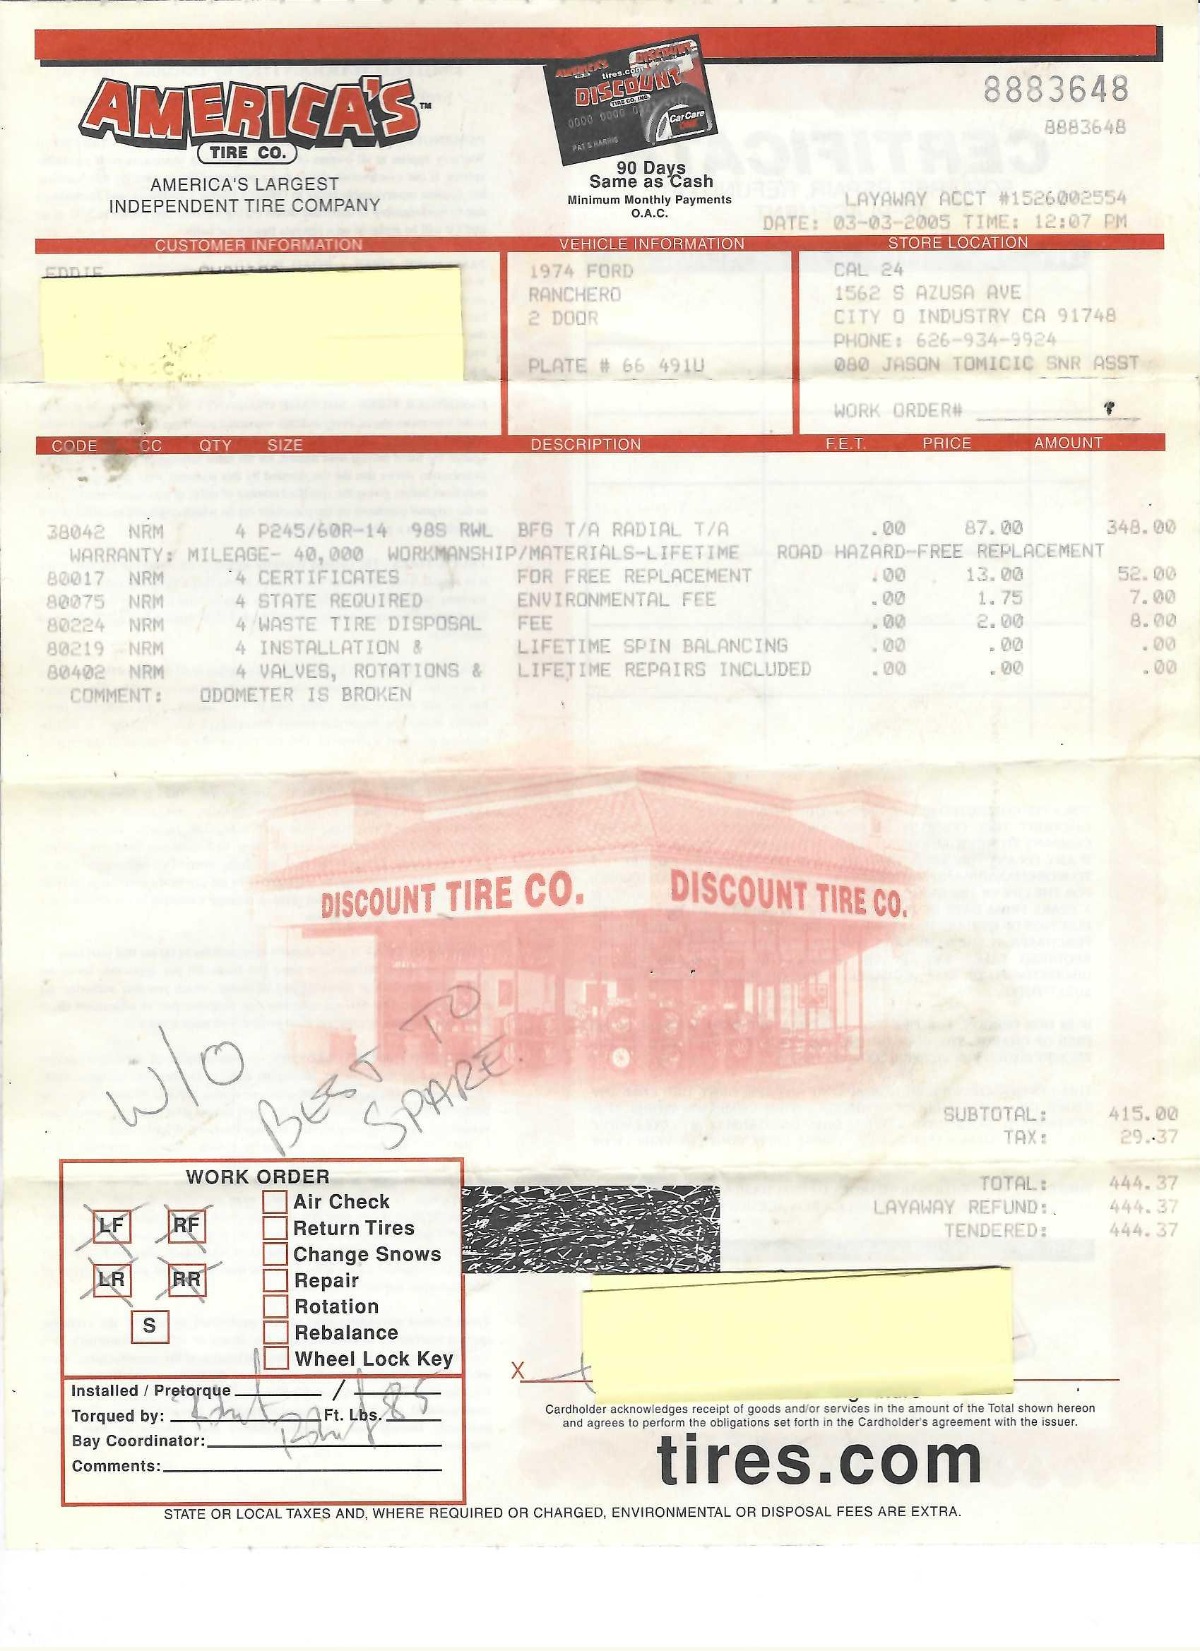 AMERICA'S™
TIRE CO.
AMERICA'S LARGEST
INDEPENDENT TIRE COMPANY
AMERICA'S DISCOUNT
tires.com
DISCOUNT
TIRE CO. INC.
CarCare
ONE
90 Days
Same as Cash
Minimum Monthly Payments
O.A.C.
8883648
8883648
LAYAWAY ACCT #1526002554
DATE: 03-03-2005 TIME: 12:07 PM
CUSTOMER INFORMATION VEHICLE INFORMATION STORE LOCATION
EDDIE
1974 FORD
RANCHERO
2 DOOR
PLATE # 66 491U
CAL 24
1562 S AZUSA AVE
CITY O INDUSTRY CA 91748
PHONE: 626-934-9924
080 JASON TOMICIC SNR ASST
WORK ORDER#
CODE CC QTY SIZE DESCRIPTION F.E.T. PRICE AMOUNT
38042 NRM 4 P245/60R-14 98S RWL BFG T/A RADIAL T/A .00 87.00 348.00
WARRANTY: MILEAGE- 40,000 WORKMANSHIP/MATERIALS-LIFETIME ROAD HAZARD-FREE REPLACEMENT
80017 NRM 4 CERTIFICATES FOR FREE REPLACEMENT .00 13.00 52.00
80075 NRM 4 STATE REQUIRED ENVIRONMENTAL FEE .00 1.75 7.00
80224 NRM 4 WASTE TIRE DISPOSAL FEE .00 2.00 8.00
80219 NRM 4 INSTALLATION & LIFETIME SPIN BALANCING .00 .00 .00
80402 NRM 4 VALVES, ROTATIONS & LIFETIME REPAIRS INCLUDED .00 .00 .00
COMMENT: ODOMETER IS BROKEN
DISCOUNT TIRE CO. DISCOUNT TIRE CO.
W/O BEST TO
SPARE.
SUBTOTAL: 415.00
TAX: 29.37
TOTAL: 444.37
LAYAWAY REFUND: 444.37
TENDERED: 444.37
WORK ORDER
LF RF
LR RR
S
Air Check
Return Tires
Change Snows
Repair
Rotation
Rebalance
Wheel Lock Key
Installed / Pretorque /
Torqued by: Ft. Lbs. 85
Bay Coordinator:
Comments:
X
Cardholder acknowledges receipt of goods and/or services in the amount of the Total shown hereon
and agrees to perform the obligations set forth in the Cardholder's agreement with the issuer.
tires.com
STATE OR LOCAL TAXES AND, WHERE REQUIRED OR CHARGED, ENVIRONMENTAL OR DISPOSAL FEES ARE EXTRA.